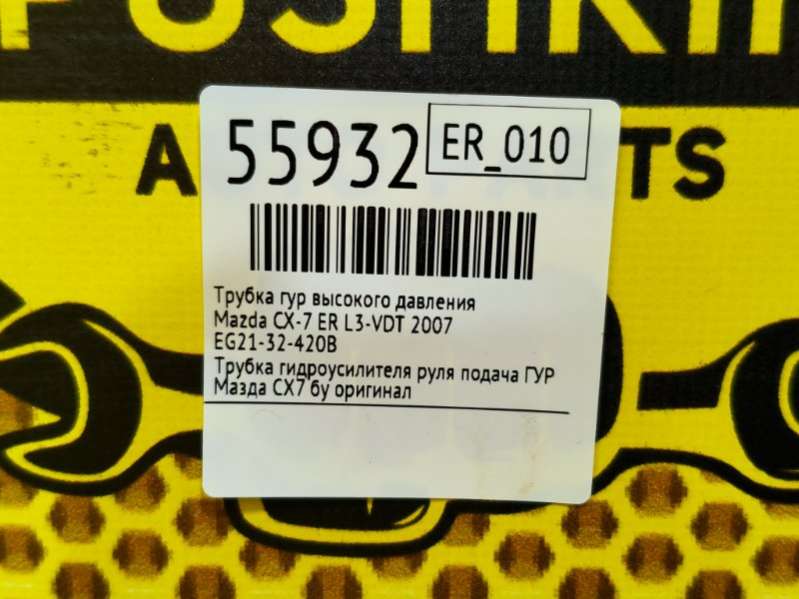 55932
ER_010
Трубка гур высокого давления
Mazda CX-7 ER L3-VDT 2007
EG21-32-420B
Трубка гидроусилителя руля подача ГУР
Мазда СХ7 бу оригинал